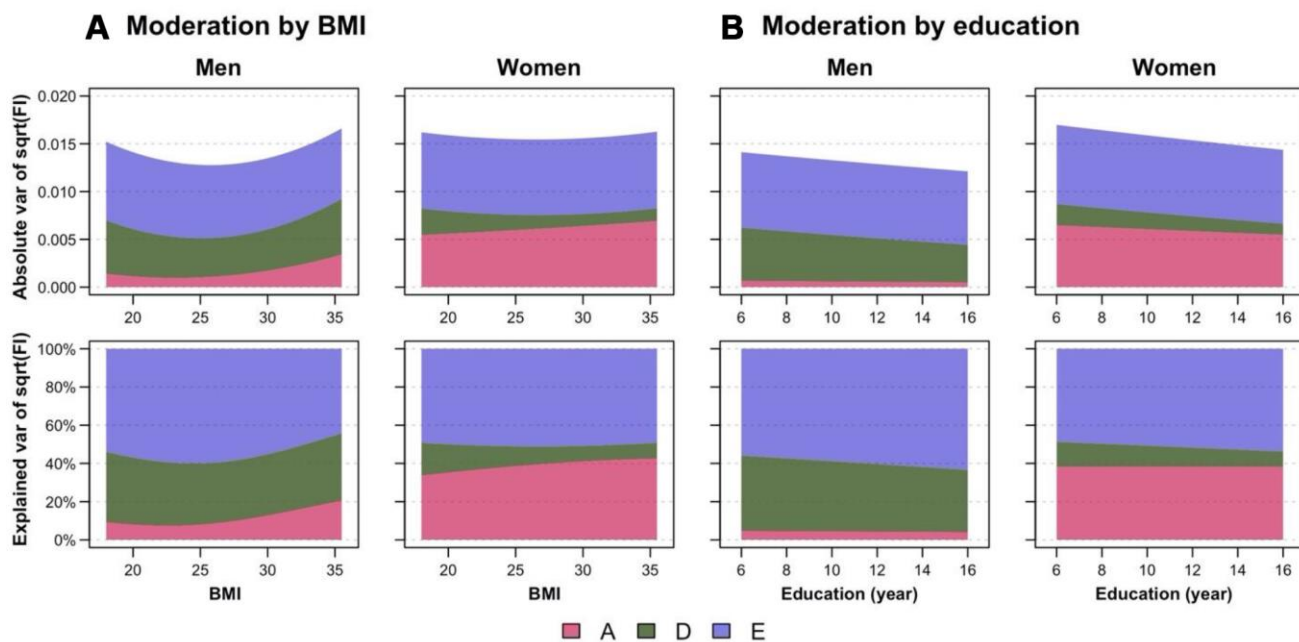 A Moderation by BMI
B Moderation by education
Men
Women
Men
Women
Absolute var of sqrt(FI)
0.020
0.015
0.010
0.005
0.000
20 25 30 35
20 25 30 35
6 8 10 12 14 16
6 8 10 12 14 16
Explained var of sqrt(FI)
100%
80%
60%
40%
20%
0%
20 25 30 35
20 25 30 35
6 8 10 12 14 16
6 8 10 12 14 16
BMI
BMI
Education (year)
Education (year)
A D E